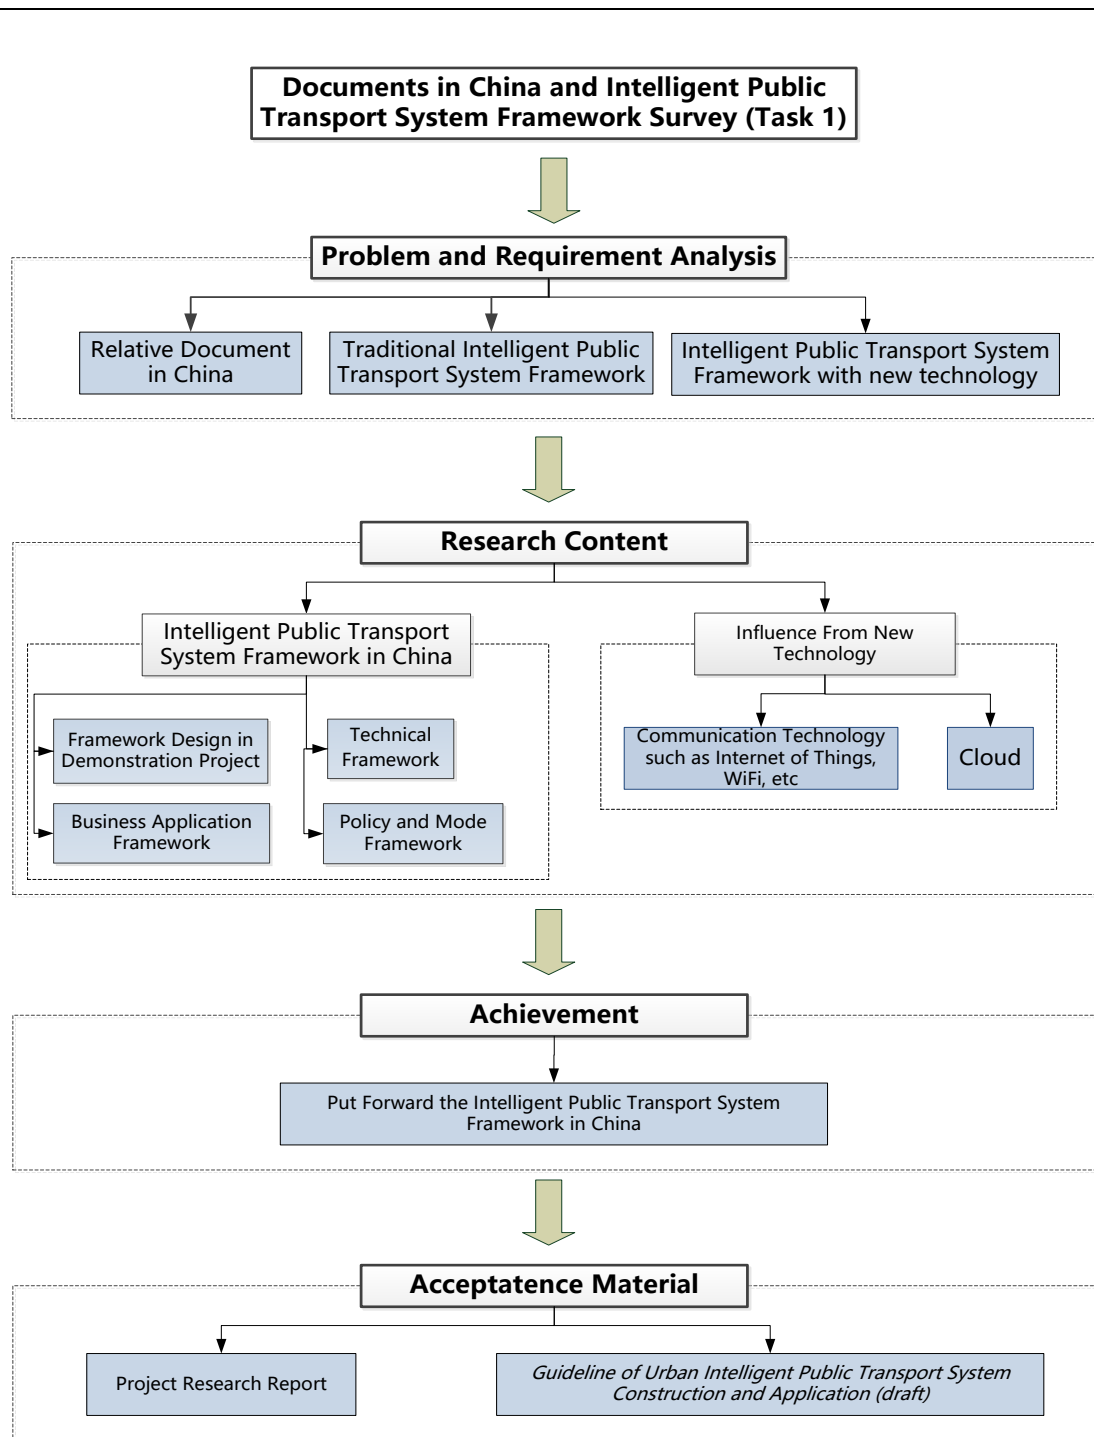 Documents in China and Intelligent Public
Transport System Framework Survey (Task 1)
Problem and Requirement Analysis
Relative Document
in China
Traditional Intelligent Public
Transport System Framework
Intelligent Public Transport System
Framework with new technology
Research Content
Intelligent Public Transport
System Framework in China
Influence From New
Technology
Framework Design in
Demonstration Project
Technical
Framework
Communication Technology
such as Internet of Things,
WiFi, etc
Cloud
Business Application
Framework
Policy and Mode
Framework
Achievement
Put Forward the Intelligent Public Transport System
Framework in China
Acceptatence Material
Project Research Report
Guideline of Urban Intelligent Public Transport System
Construction and Application (draft)